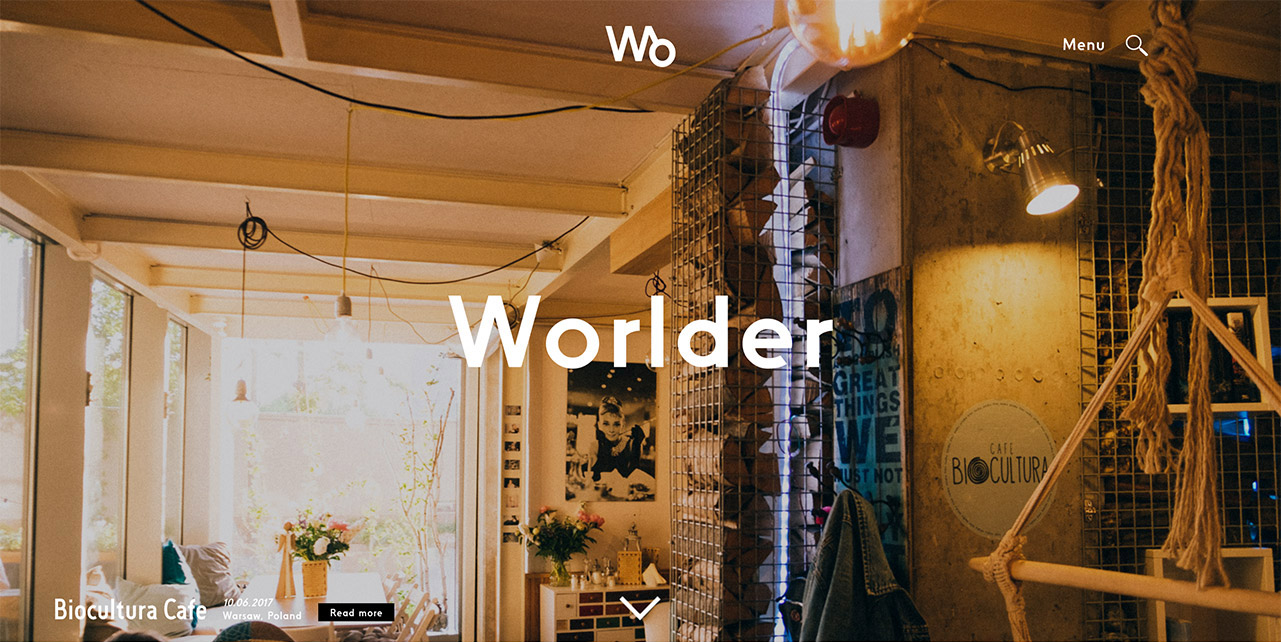 Wo
Menu
Worlder
GREAT
THINGS
WE
MUST NOT
CAFÉ
BIOCULTURA
Biocultura Cafe
10.06.2017
Warsaw, Poland
Read more